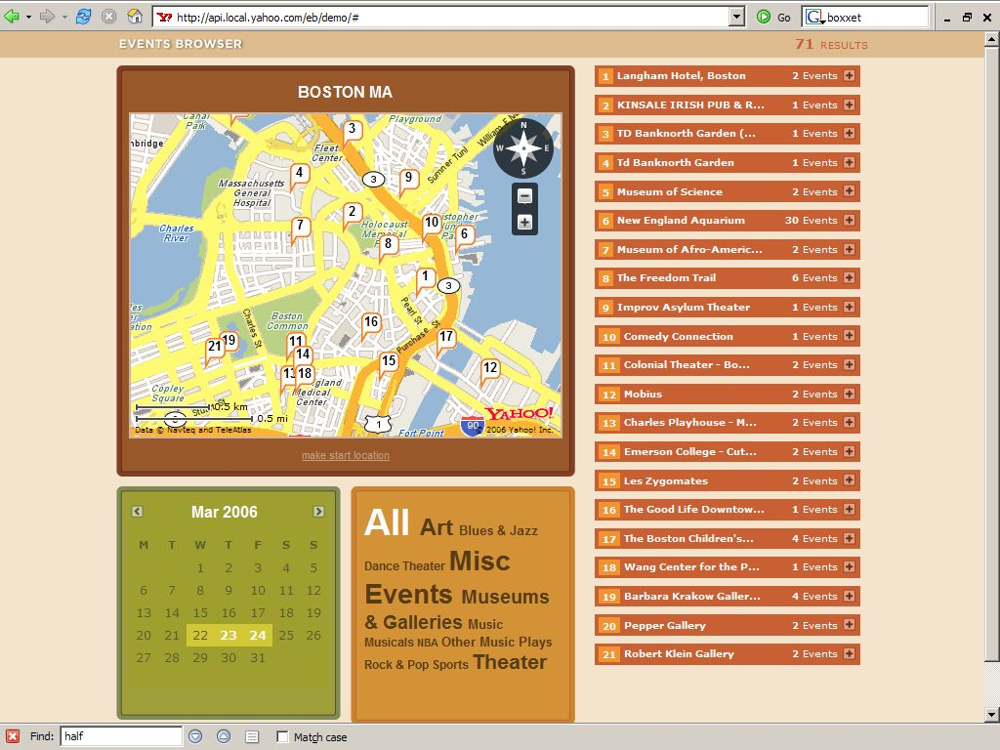 http://api.local.yahoo.com/eb/demo/#
Go
boxxet
EVENTS BROWSER
71 RESULTS
BOSTON MA
Canal
Park
Playground
William F.
mbridge
Fleet
Center
Sumner Tunl
Massachusetts
General
Hospital
Charles
River
Holocaust
Boston
Common
Charles St
Pearl St
Purchase St
Medical
Center
Copley
Square
0.5 km
0.5 mi
Data © Navteq and TeleAtlas
Fort Point
YAHOO!
© 2006 Yahoo! Inc.
N
W E
S
3
4
9
2
10
7
6
8
1
3
16
17
21 19
11
14
15
13 18
12
1
90
make start location
1 Langham Hotel, Boston 2 Events
2 KINSALE IRISH PUB & R... 1 Events
3 TD Banknorth Garden (... 1 Events
4 Td Banknorth Garden 1 Events
5 Museum of Science 2 Events
6 New England Aquarium 30 Events
7 Museum of Afro-Americ... 2 Events
8 The Freedom Trail 6 Events
9 Improv Asylum Theater 1 Events
10 Comedy Connection 1 Events
11 Colonial Theater - Bo... 2 Events
12 Mobius 2 Events
13 Charles Playhouse - M... 2 Events
14 Emerson College - Cut... 2 Events
15 Les Zygomates 2 Events
16 The Good Life Downtow... 1 Events
17 The Boston Children's... 4 Events
18 Wang Center for the P... 1 Events
19 Barbara Krakow Galler... 4 Events
20 Pepper Gallery 2 Events
21 Robert Klein Gallery 2 Events
Mar 2006
M T W T F S S
1 2 3 4 5
6 7 8 9 10 11 12
13 14 15 16 17 18 19
20 21 22 23 24 25 26
27 28 29 30 31
All Art Blues & Jazz
Dance Theater Misc
Events Museums
& Galleries Music
Musicals NBA Other Music Plays
Rock & Pop Sports Theater
Find: half
Match case